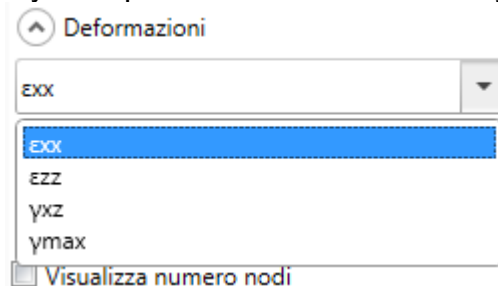 Deformazioni
εxx
εxx
εzz
γxz
γmax
Visualizza numero nodi